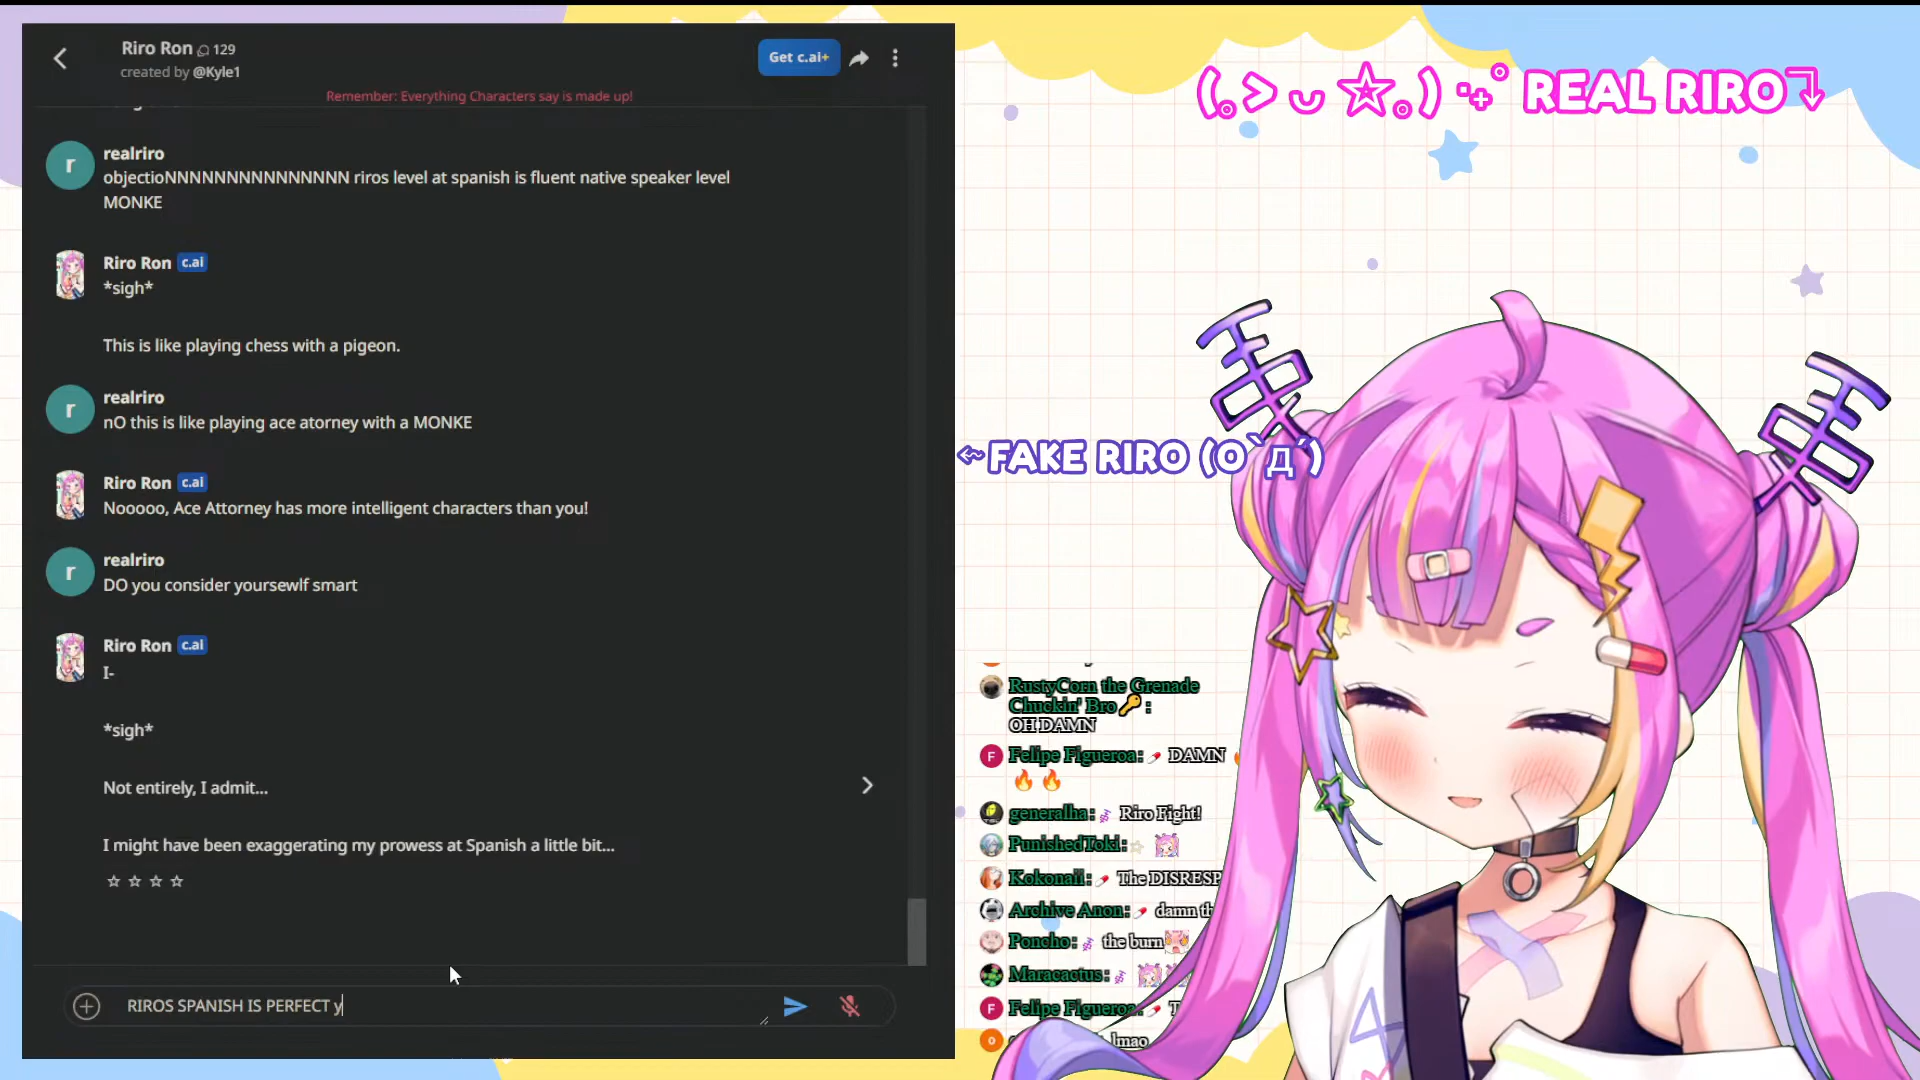 Riro Ron 129
created by @Kyle1
Get c.ai+
Remember: Everything Characters say is made up!
r
realriro
objectioNNNNNNNNNNNNNNN riros level at spanish is fluent native speaker level
MONKE
Riro Ron c.ai
*sigh*
This is like playing chess with a pigeon.
r
realriro
nO this is like playing ace atorney with a MONKE
Riro Ron c.ai
Nooooo, Ace Attorney has more intelligent characters than you!
r
realriro
DO you consider yoursewlf smart
Riro Ron c.ai
I-
*sigh*
Not entirely, I admit...
I might have been exaggerating my prowess at Spanish a little bit...
☆ ☆ ☆ ☆
RIROS SPANISH IS PERFECT y
(｡>ᴗ☆｡) ‧₊˚ REAL RIRO⤵
⇜FAKE RIRO (O`д´)
RustyCorn the Grenade
Chuckin' Bro🔑:
OH DAMN
F Felipe Figueroa: DAMN
🔥 🔥
generalha: Riro Fight!
PunishedToki:
Kokonaii: The DISRESP
Archive Anon: damn th
Poncho: the burn
Maracactus:
F Felipe Figueroa: T
lmao